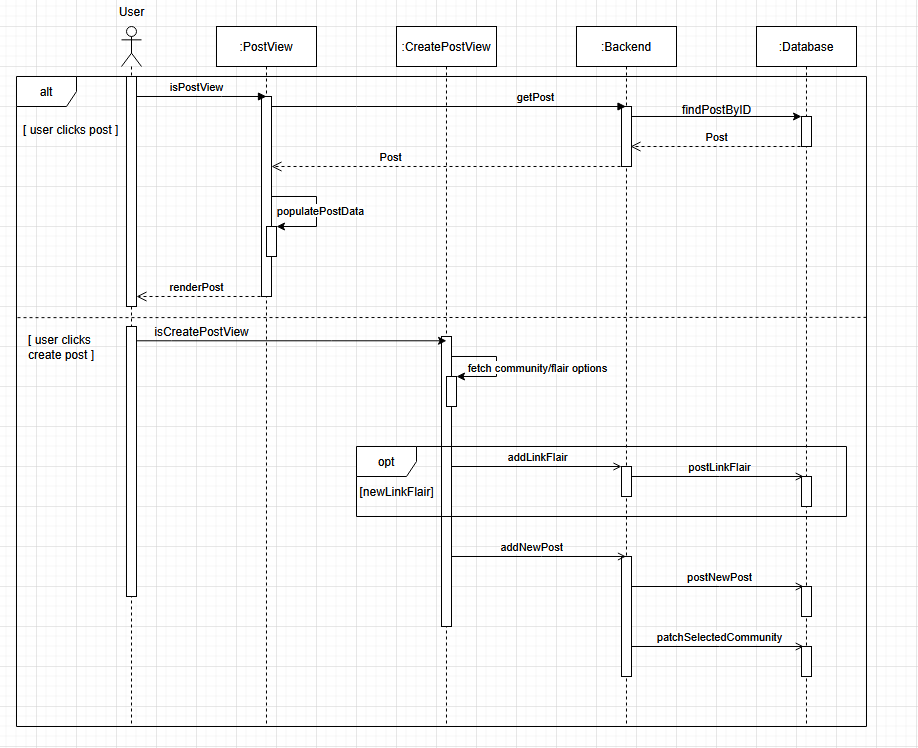 User
:PostView
:CreatePostView
:Backend
:Database
alt
isPostView
getPost
findPostByID
[ user clicks post ]
Post
Post
populatePostData
renderPost
isCreatePostView
[ user clicks
create post ]
fetch community/flair options
opt
addLinkFlair
postLinkFlair
[newLinkFlair]
addNewPost
postNewPost
patchSelectedCommunity